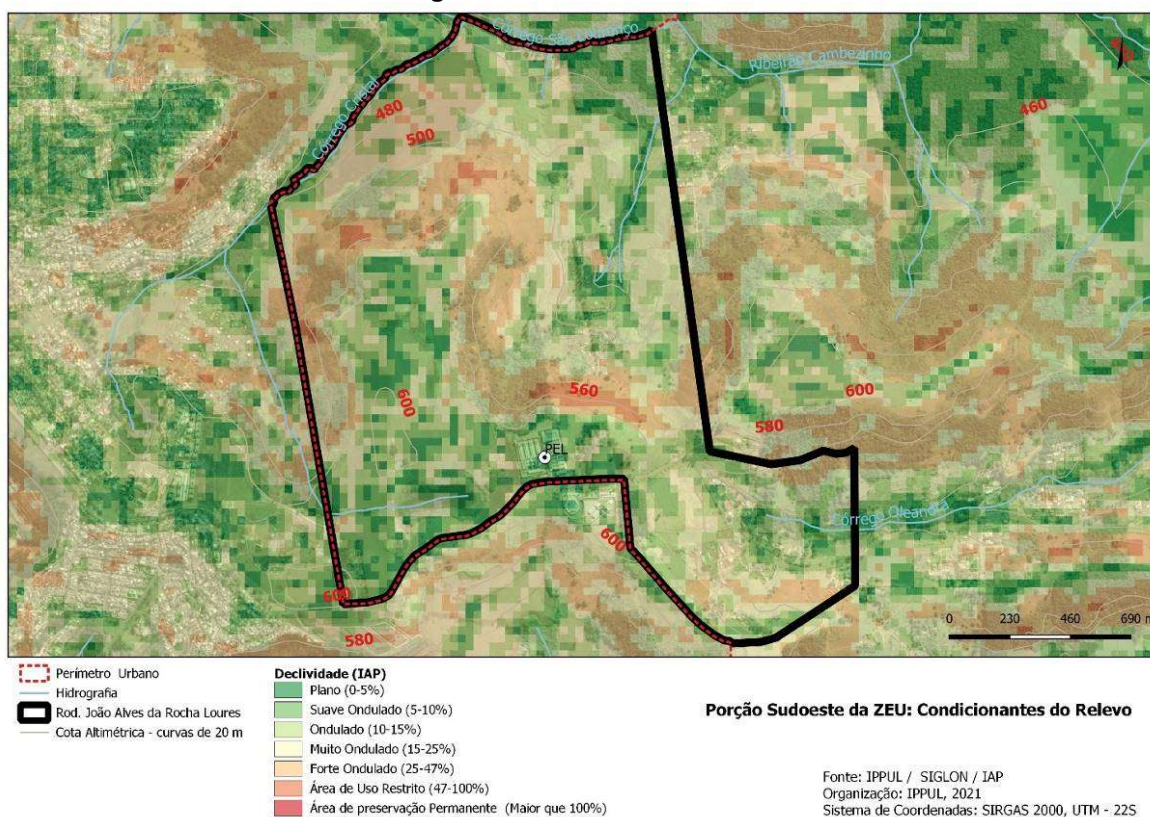 Córrego São Lourenço
Ribeirão Cambezinho
Córrego Cristal
480
500
460
600
560
600
580
PEL
Córrego Oleandra
600
600
580
0 230 460 690 m
Perímetro Urbano
Hidrografia
Rod. João Alves da Rocha Loures
Cota Altimétrica - curvas de 20 m
Declividade (IAP)
Plano (0-5%)
Suave Ondulado (5-10%)
Ondulado (10-15%)
Muito Ondulado (15-25%)
Forte Ondulado (25-47%)
Área de Uso Restrito (47-100%)
Área de preservação Permanente (Maior que 100%)
Porção Sudoeste da ZEU: Condicionantes do Relevo
Fonte: IPPUL / SIGLON / IAP
Organização: IPPUL, 2021
Sistema de Coordenadas: SIRGAS 2000, UTM - 22S